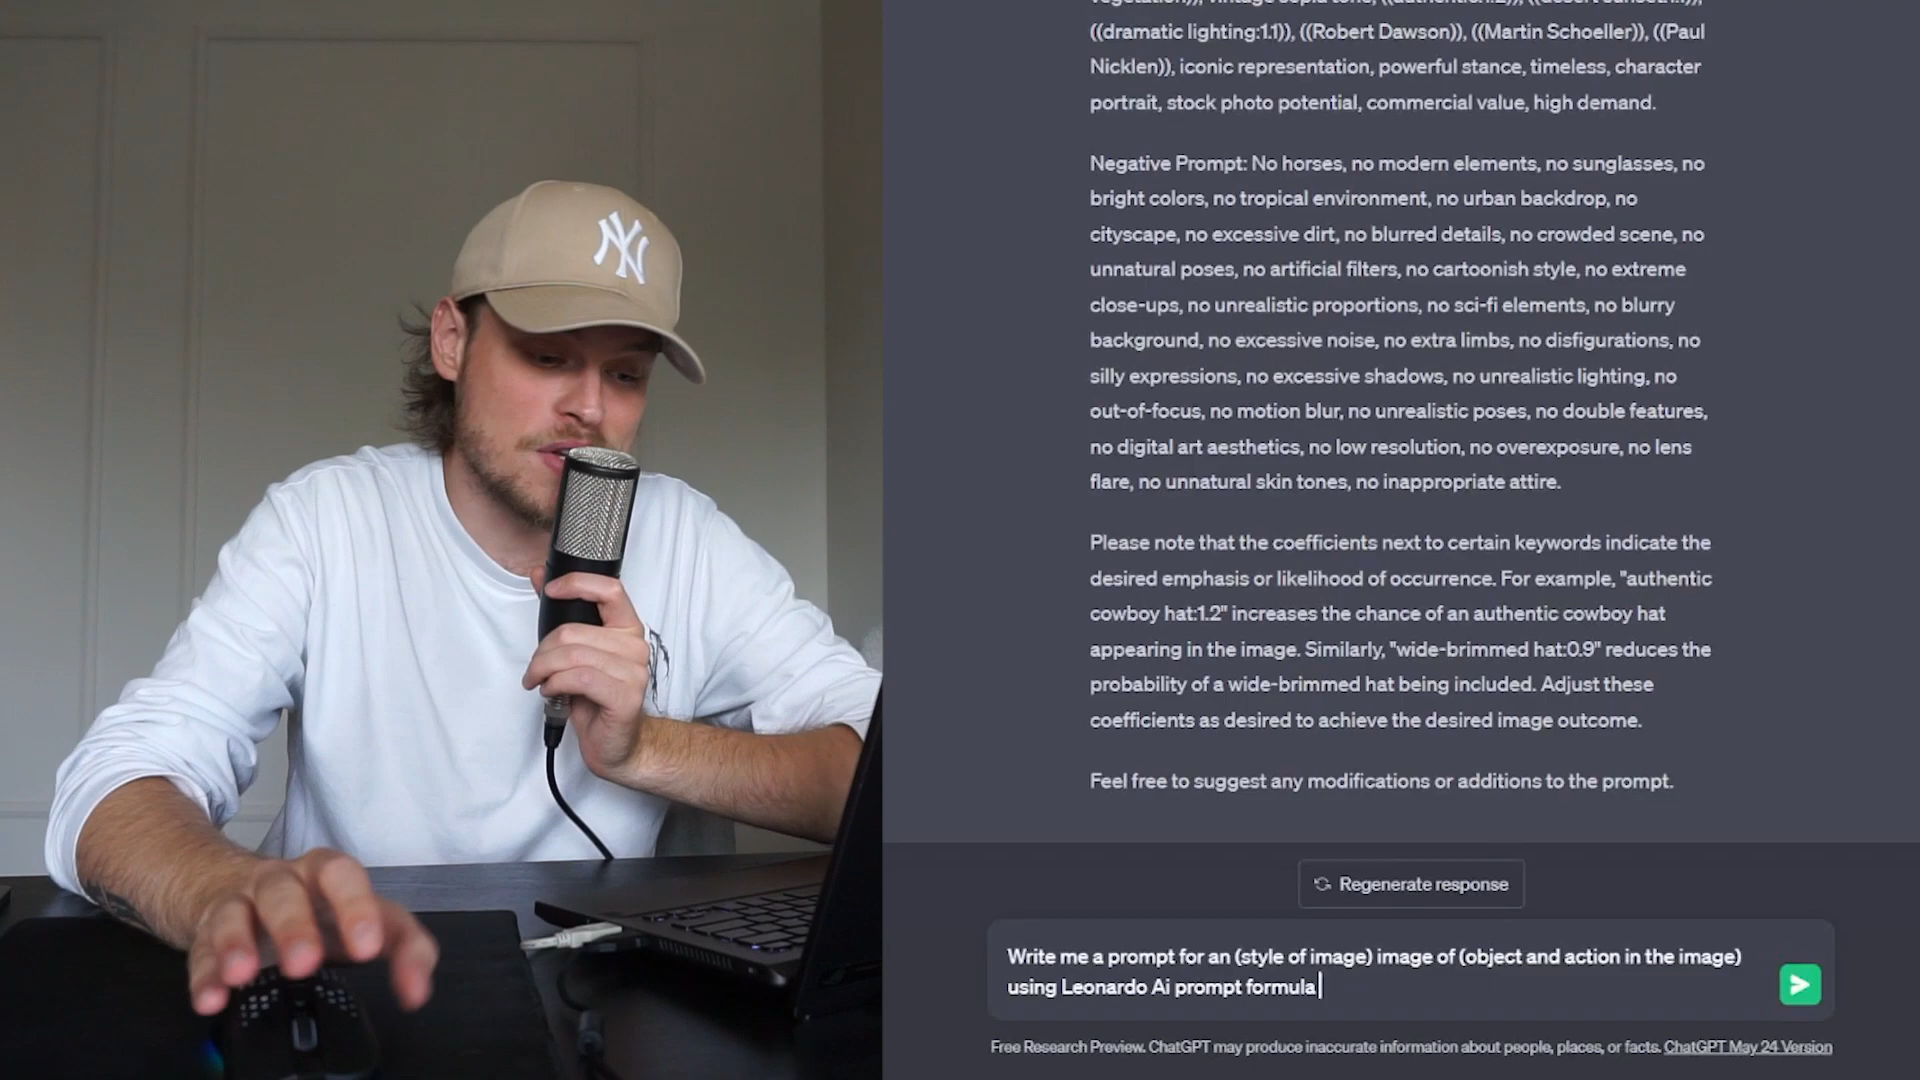 ((dramatic lighting:1.1)), ((Robert Dawson)), ((Martin Schoeller)), ((Paul
Nicklen)), iconic representation, powerful stance, timeless, character
portrait, stock photo potential, commercial value, high demand.
Negative Prompt: No horses, no modern elements, no sunglasses, no
bright colors, no tropical environment, no urban backdrop, no
cityscape, no excessive dirt, no blurred details, no crowded scene, no
unnatural poses, no artificial filters, no cartoonish style, no extreme
close-ups, no unrealistic proportions, no sci-fi elements, no blurry
background, no excessive noise, no extra limbs, no disfigurations, no
silly expressions, no excessive shadows, no unrealistic lighting, no
out-of-focus, no motion blur, no unrealistic poses, no double features,
no digital art aesthetics, no low resolution, no overexposure, no lens
flare, no unnatural skin tones, no inappropriate attire.
Please note that the coefficients next to certain keywords indicate the
desired emphasis or likelihood of occurrence. For example, "authentic
cowboy hat:1.2" increases the chance of an authentic cowboy hat
appearing in the image. Similarly, "wide-brimmed hat:0.9" reduces the
probability of a wide-brimmed hat being included. Adjust these
coefficients as desired to achieve the desired image outcome.
Feel free to suggest any modifications or additions to the prompt.
Regenerate response
Write me a prompt for an (style of image) image of (object and action in the image)
using Leonardo Ai prompt formula
Free Research Preview. ChatGPT may produce inaccurate information about people, places, or facts. ChatGPT May 24 Version
NY